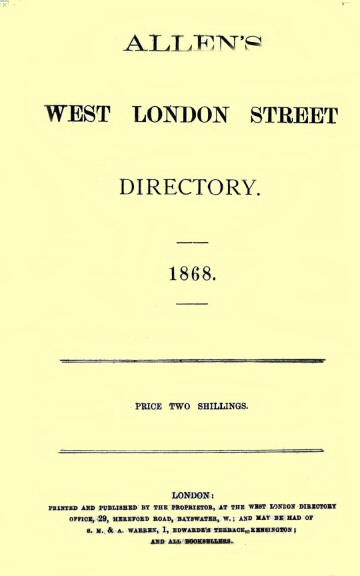 ALLEN'S
WEST LONDON STREET
DIRECTORY.
1868.
PRICE TWO SHILLINGS.
LONDON:
PRINTED AND PUBLISHED BY THE PROPRIETOR, AT THE WEST LONDON DIRECTORY
OFFICE, 29, HEREFORD ROAD, BAYSWATER, W.; AND MAY BE HAD OF
S. M. & A. WARREN, 1, EDWARDE'S TERRACE, KENSINGTON;
AND ALL BOOKSELLERS.